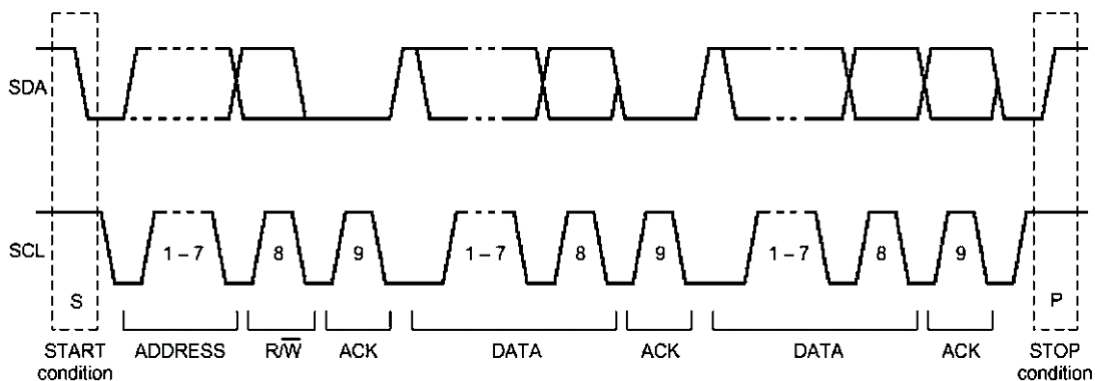 SDA
SCL
1 – 7
8
9
1 – 7
8
9
1 – 7
8
9
S
P
START
condition
ADDRESS
R/W̅
ACK
DATA
ACK
DATA
ACK
STOP
condition